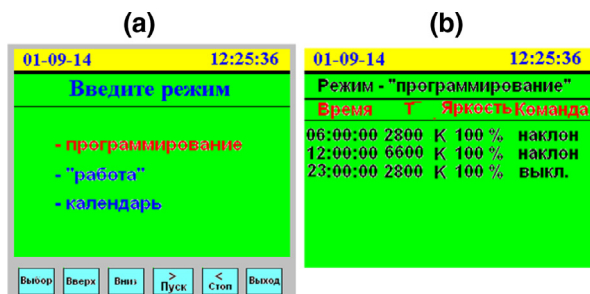 (a)
01-09-14 12:25:36
Введите режим
- программирование
- "работа"
- календарь
Выбор Вверх Вниз > Пуск < Стоп Выход
(b)
01-09-14 12:25:36
Режим - "программирование"
Время T Яркость Команда
06:00:00 2800 K 100 % наклон
12:00:00 6600 K 100 % наклон
23:00:00 2800 K 100 % выкл.